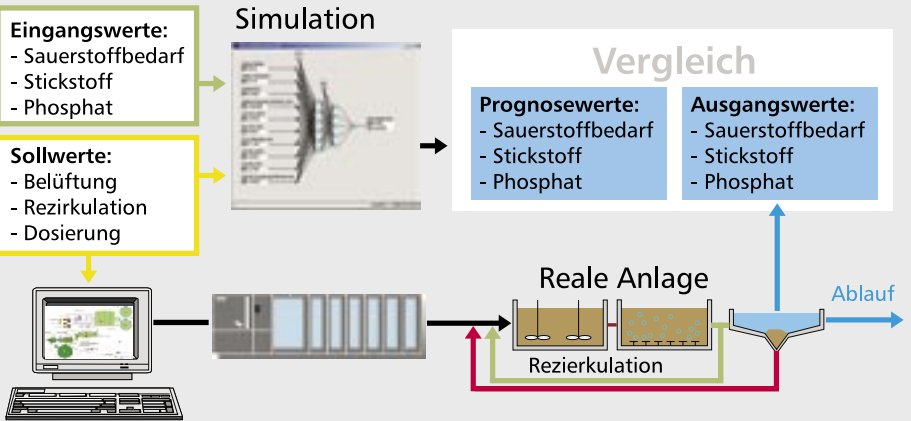 Eingangswerte:
- Sauerstoffbedarf
- Stickstoff
- Phosphat
Simulation
Vergleich
Prognosewerte:
- Sauerstoffbedarf
- Stickstoff
- Phosphat
Ausgangswerte:
- Sauerstoffbedarf
- Stickstoff
- Phosphat
Sollwerte:
- Belüftung
- Rezirkulation
- Dosierung
Reale Anlage
Ablauf
Rezierkulation